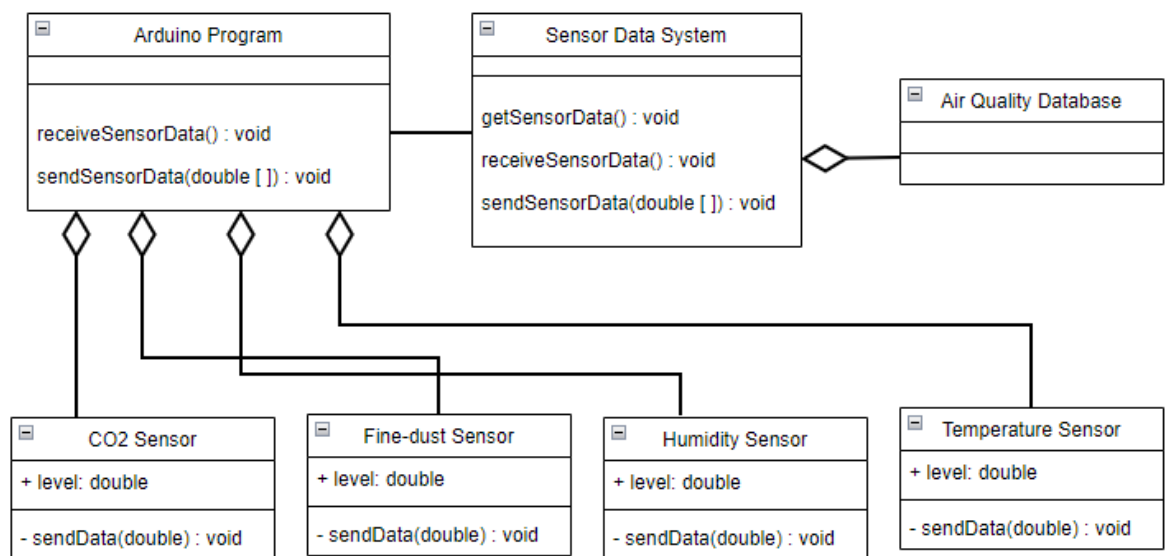 Arduino Program
receiveSensorData() : void
sendSensorData(double [ ]) : void
Sensor Data System
getSensorData() : void
receiveSensorData() : void
sendSensorData(double [ ]) : void
Air Quality Database
CO2 Sensor
+ level: double
- sendData(double) : void
Fine-dust Sensor
+ level: double
- sendData(double) : void
Humidity Sensor
+ level: double
- sendData(double) : void
Temperature Sensor
+ level: double
- sendData(double) : void